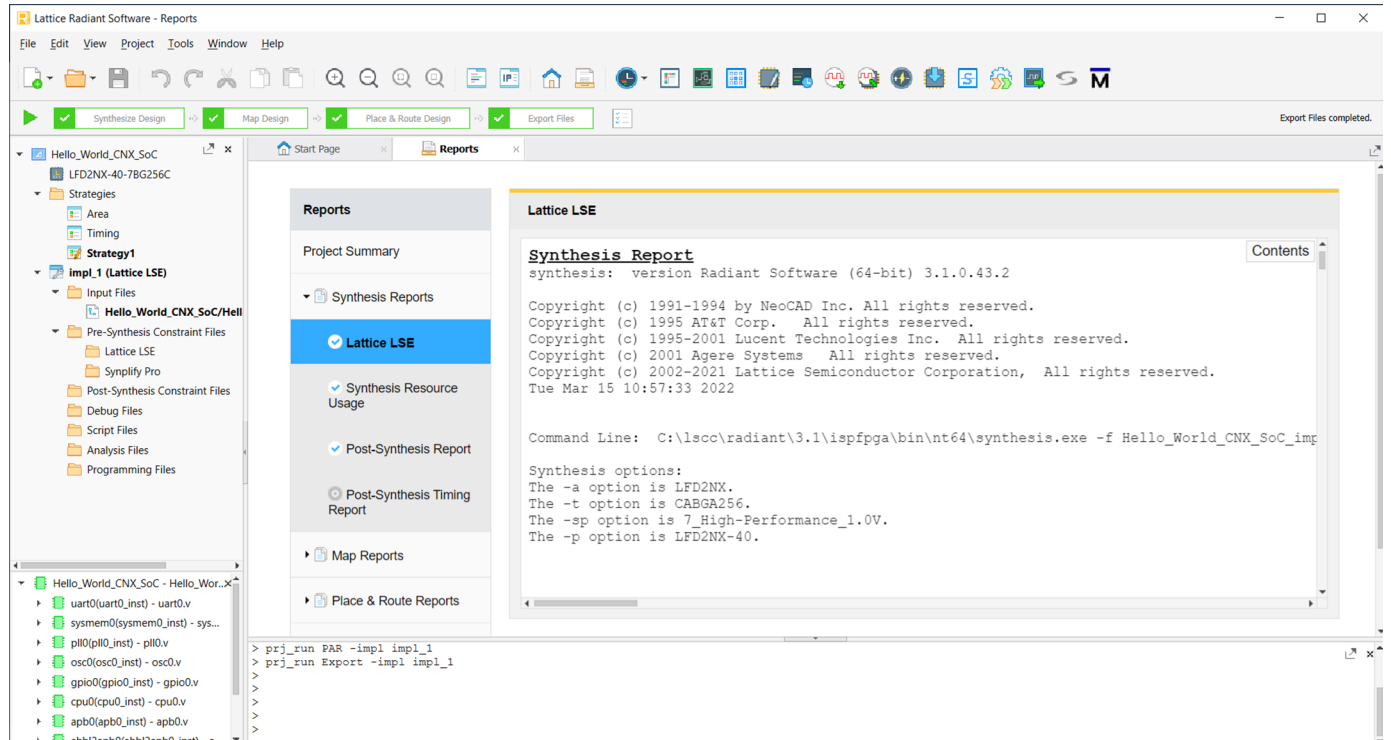 Lattice Radiant Software - Reports
File Edit View Project Tools Window Help
Synthesize Design Map Design Place & Route Design Export Files Export Files completed.
Hello_World_CNX_SoC
LFD2NX-40-7BG256C
Strategies
Area
Timing
Strategy1
impl_1 (Lattice LSE)
Input Files
Hello_World_CNX_SoC/Hell
Pre-Synthesis Constraint Files
Lattice LSE
Synplify Pro
Post-Synthesis Constraint Files
Debug Files
Script Files
Analysis Files
Programming Files
Hello_World_CNX_SoC - Hello_Wor..
uart0(uart0_inst) - uart0.v
sysmem0(sysmem0_inst) - sys...
pll0(pll0_inst) - pll0.v
osc0(osc0_inst) - osc0.v
gpio0(gpio0_inst) - gpio0.v
cpu0(cpu0_inst) - cpu0.v
apb0(apb0_inst) - apb0.v
Start Page Reports
Reports
Project Summary
Synthesis Reports
Lattice LSE
Synthesis Resource
Usage
Post-Synthesis Report
Post-Synthesis Timing
Report
Map Reports
Place & Route Reports
Lattice LSE
Contents
Synthesis Report
synthesis: version Radiant Software (64-bit) 3.1.0.43.2
Copyright (c) 1991-1994 by NeoCAD Inc. All rights reserved.
Copyright (c) 1995 AT&T Corp. All rights reserved.
Copyright (c) 1995-2001 Lucent Technologies Inc. All rights reserved.
Copyright (c) 2001 Agere Systems All rights reserved.
Copyright (c) 2002-2021 Lattice Semiconductor Corporation, All rights reserved.
Tue Mar 15 10:57:33 2022
Command Line: C:\lscc\radiant\3.1\ispfpga\bin\nt64\synthesis.exe -f Hello_World_CNX_SoC_imp
Synthesis options:
The -a option is LFD2NX.
The -t option is CABGA256.
The -sp option is 7_High-Performance_1.0V.
The -p option is LFD2NX-40.
> prj_run PAR -impl impl_1
> prj_run Export -impl impl_1
>
>
>
>
>